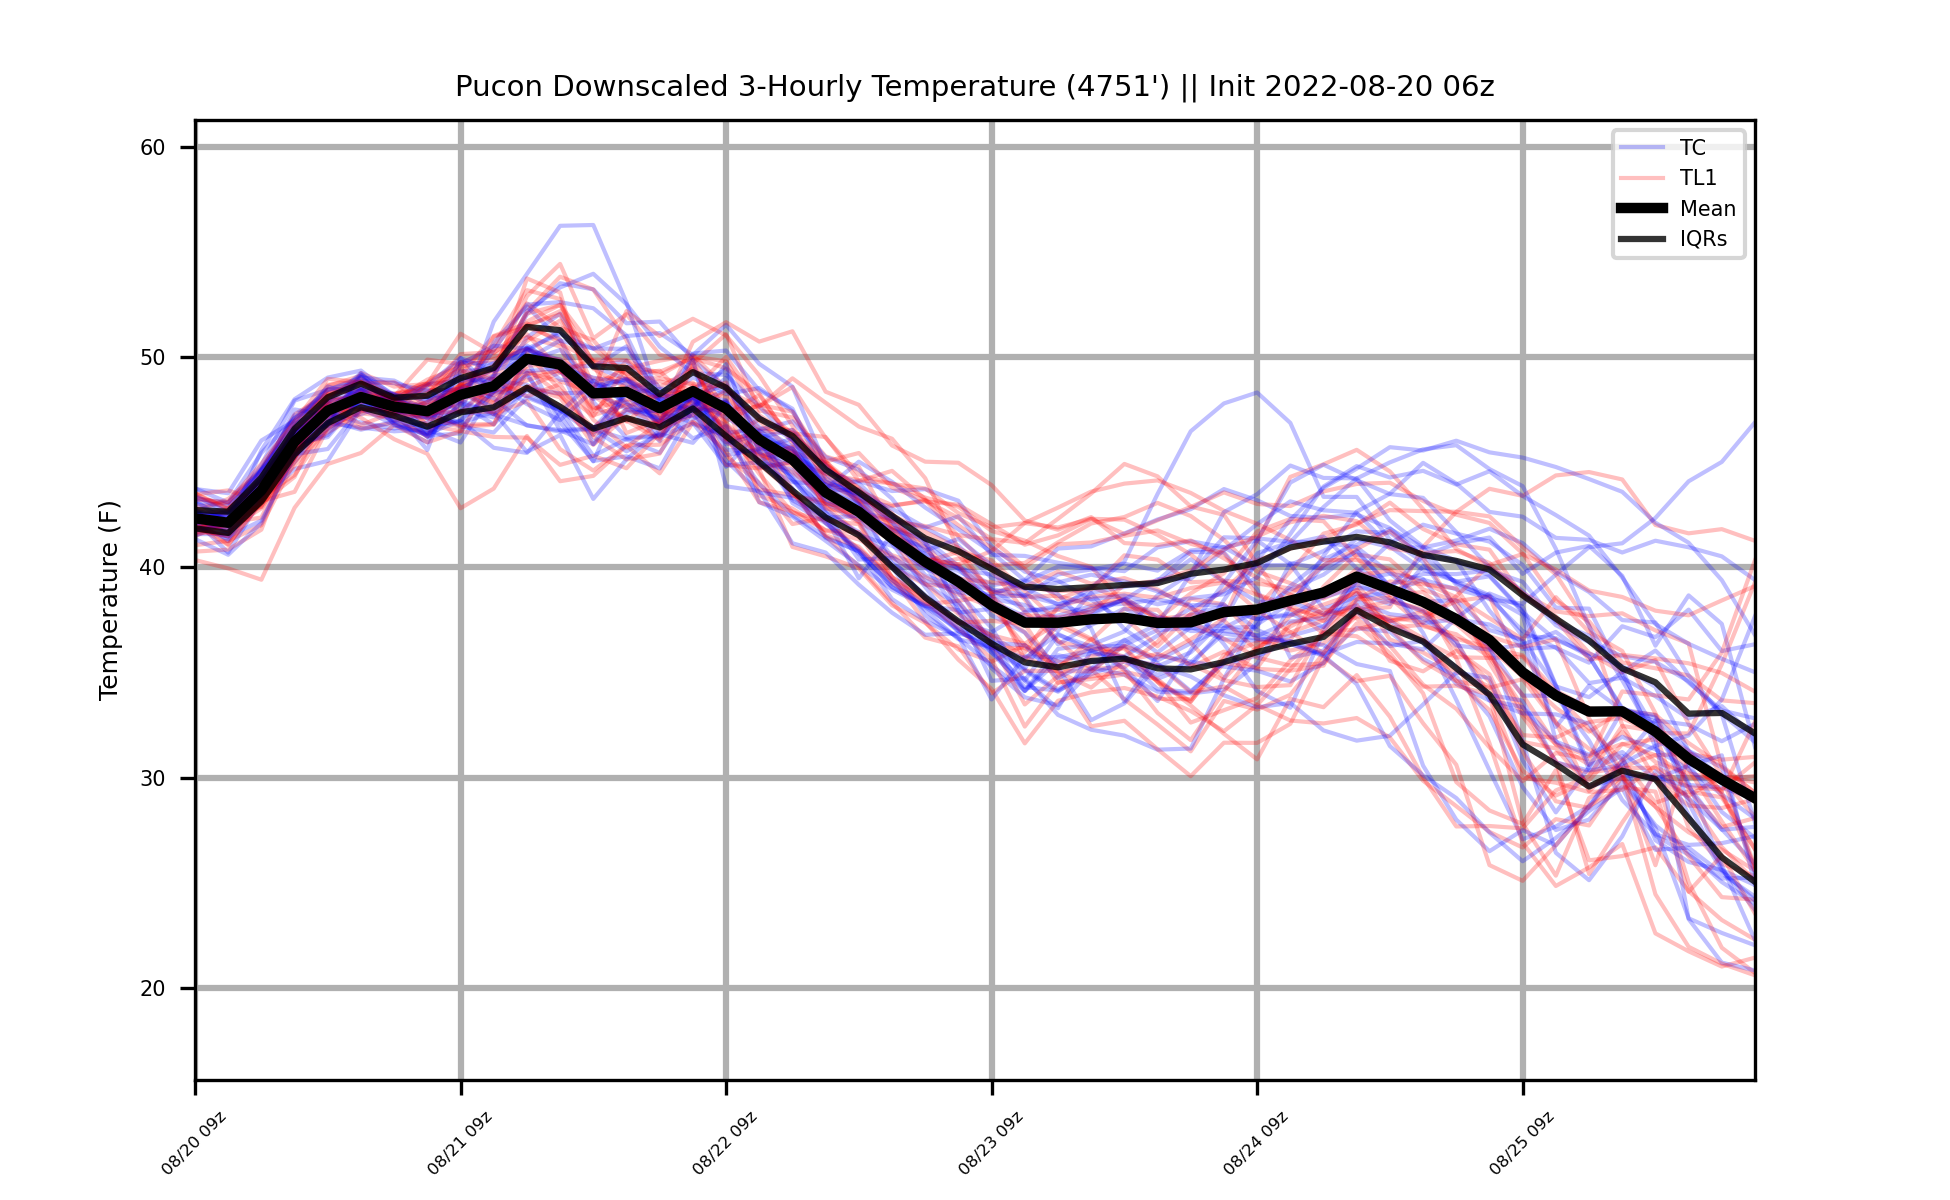 Pucon Downscaled 3-Hourly Temperature (4751') || Init 2022-08-20 06z
TC
TL1
Mean
IQRs
Temperature (F)
60
50
40
30
20
08/20 09z
08/21 09z
08/22 09z
08/23 09z
08/24 09z
08/25 09z